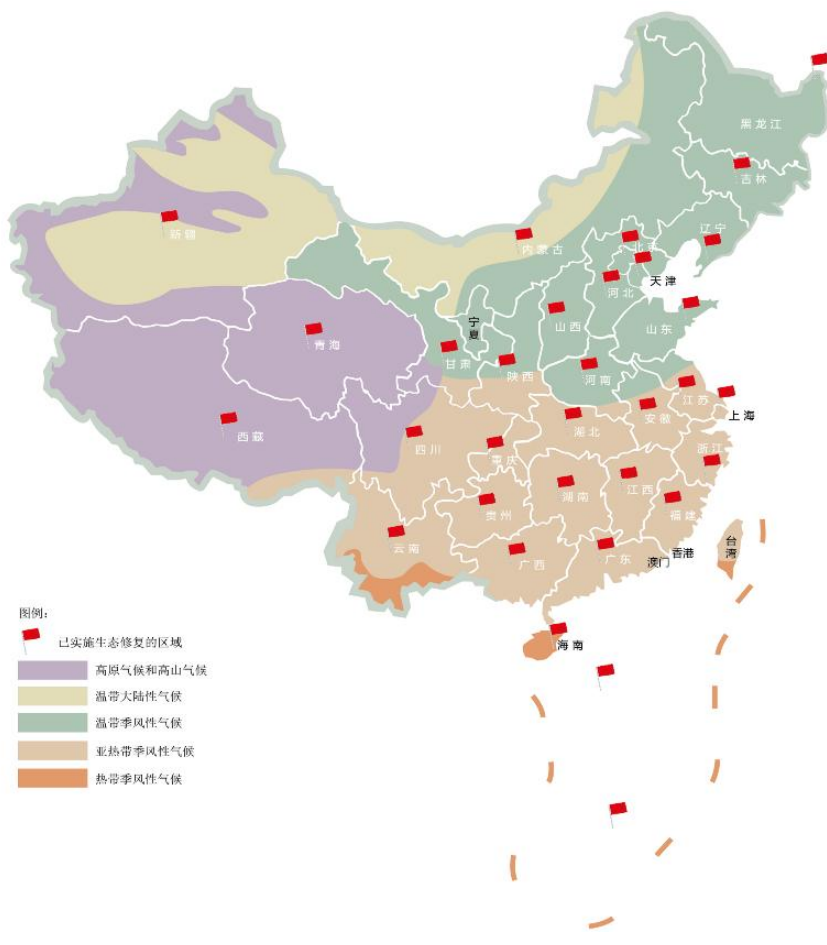 黑龙江
吉林
辽宁
新疆
内蒙古
北京
天津
河北
宁夏
山西
山东
青海
甘肃
陕西
河南
江苏
上海
西藏
安徽
四川
湖北
重庆
浙江
湖南
江西
贵州
福建
云南
台湾
广西
广东
香港
澳门
海南
图例：
已实施生态修复的区域
高原气候和高山气候
温带大陆性气候
温带季风性气候
亚热带季风性气候
热带季风性气候